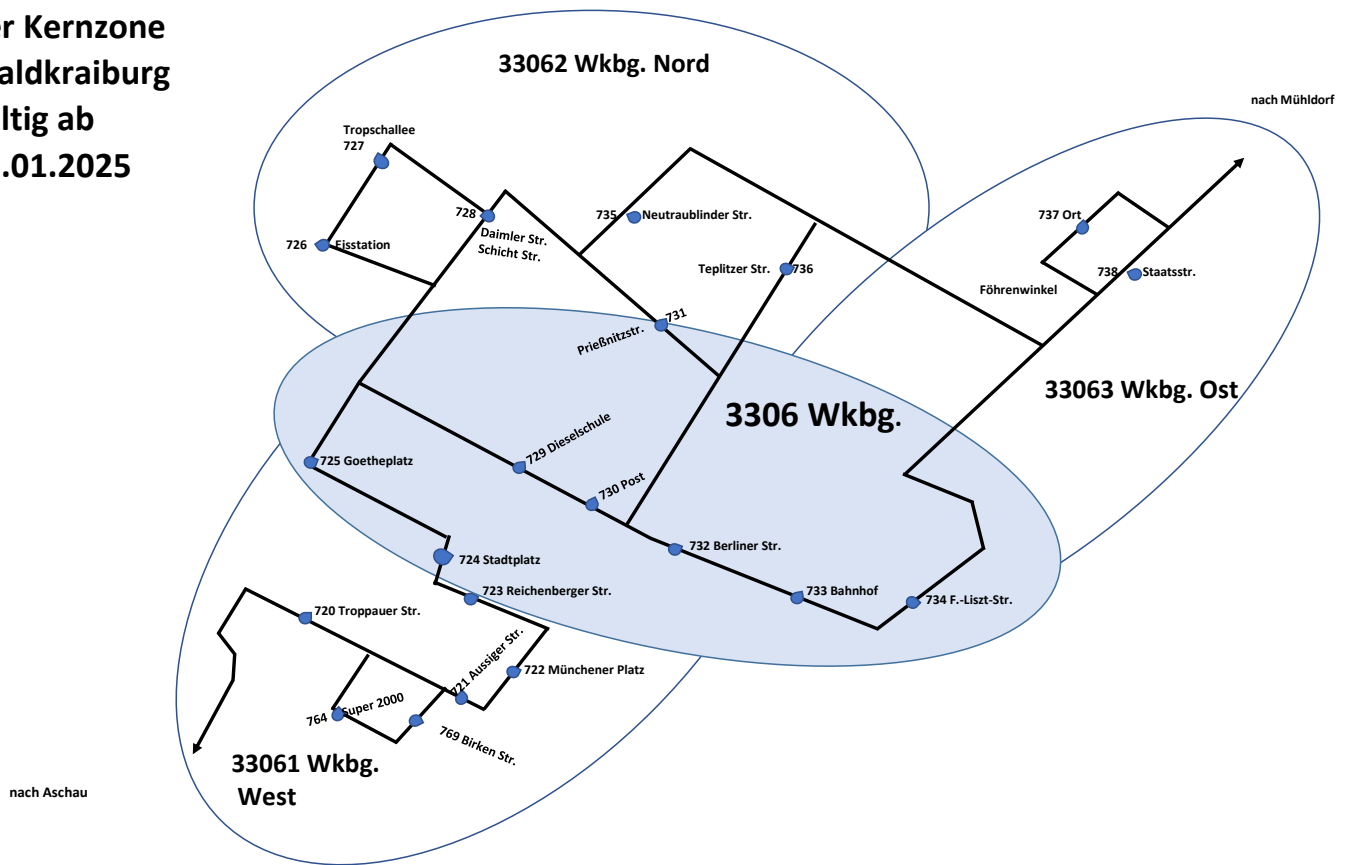 er Kernzone
aldkraiburg
ltig ab
.01.2025
33062 Wkbg. Nord
nach Mühldorf
Tropschallee
727
728
Daimler Str.
Schicht Str.
726 Eisstation
735 Neutraublinder Str.
Teplitzer Str. 736
737 Ort
738 Staatsstr.
Föhrenwinkel
731
Prießnitzstr.
33063 Wkbg. Ost
3306 Wkbg.
729 Dieselschule
725 Goetheplatz
730 Post
732 Berliner Str.
724 Stadtplatz
723 Reichenberger Str.
733 Bahnhof
734 F.-Liszt-Str.
720 Troppauer Str.
721 Aussiger Str.
722 Münchener Platz
764 Super 2000
769 Birken Str.
33061 Wkbg.
West
nach Aschau